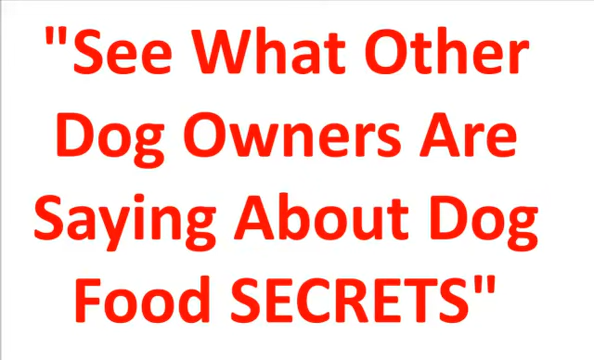 "See What Other
Dog Owners Are
Saying About Dog
Food SECRETS"